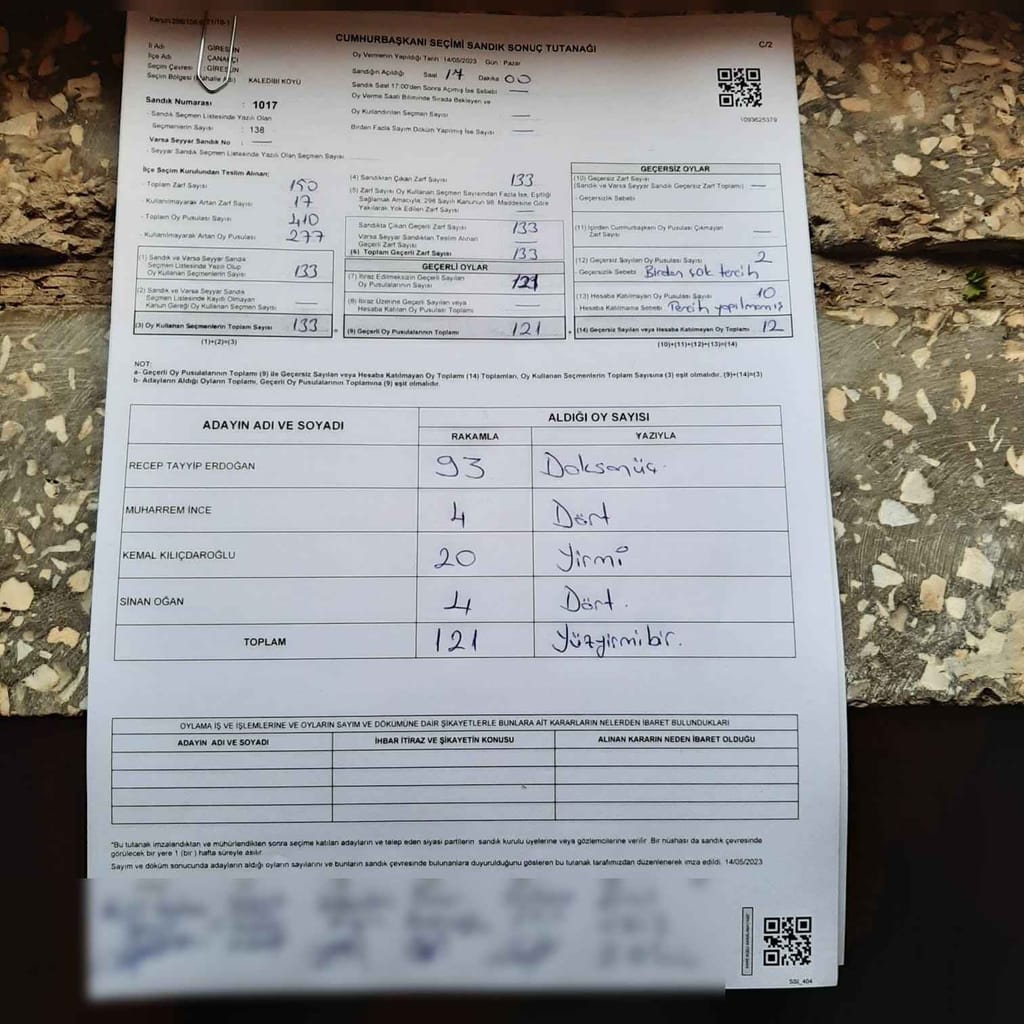 CUMHURBAŞKANI SEÇİMİ SANDIK SONUÇ TUTANAĞI
C/2
İli Adı : GİRESUN
İlçe Adı : ÇANAKÇI
Seçim Çevresi : GİRESUN
Seçim Bölgesi (Mahalle Adı) KALEDİBİ KÖYÜ
Sandık Numarası : 1017
- Sandık Seçmen Listesinde Yazılı Olan
Seçmenlerin Sayısı : 138
Varsa Seyyar Sandık No :
- Seyyar Sandık Seçmen Listesinde Yazılı Olan Seçmen Sayısı
Oy Vermenin Yapıldığı Tarih : 14/05/2023 Gün : Pazar
Sandığın Açıldığı Saat 17 Dakika 00
Sandık Saat 17:00'den Sonra Açılmış İse Sebebi
Oy Verme Saati Bitiminde Sırada Bekleyen ve
Oy Kullandırılan Seçmen Sayısı
Birden Fazla Sayım Döküm Yapılmış İse Sayısı
1093625379
İlçe Seçim Kurulundan Teslim Alınan;
- Toplam Zarf Sayısı 150
- Kullanılmayarak Artan Zarf Sayısı 17
- Toplam Oy Pusulası Sayısı 410
- Kullanılmayarak Artan Oy Pusulası 277
(1) Sandık ve Varsa Seyyar Sandık
Seçmen Listesinde Yazılı Olup
Oy Kullanan Seçmenlerin Sayısı 133
(2) Sandık ve Varsa Seyyar Sandık
Seçmen Listesinde Kayıtlı Olmayan
Kanun Gereği Oy Kullanan Seçmen Sayısı
(3) Oy Kullanan Seçmenlerin Toplam Sayısı 133
(1)+(2)=(3)
(4) Sandıktan Çıkan Zarf Sayısı 133
(5) Zarf Sayısı Oy Kullanan Seçmen Sayısından Fazla İse, Eşitliği
Sağlamak Amacıyla; 298 Sayılı Kanunun 98. Maddesine Göre
Yakılarak Yok Edilen Zarf Sayısı
Sandıkta Çıkan Geçerli Zarf Sayısı 133
Varsa Seyyar Sandıktan Teslim Alınan
Geçerli Zarf Sayısı
(6) Toplam Geçerli Zarf Sayısı 133
GEÇERLİ OYLAR
(7) İtiraz Edilmeksizin Geçerli Sayılan
Oy Pusulalarının Sayısı 121
(8) İtiraz Üzerine Geçerli Sayılan veya
Hesaba Katılan Oy Pusulası Toplamı
(9) Geçerli Oy Pusulalarının Toplamı 121
GEÇERSİZ OYLAR
(10) Geçersiz Zarf Sayısı
(Sandık ve Varsa Seyyar Sandık Geçersiz Zarf Toplamı)
- Geçersizlik Sebebi
(11) İçinden Cumhurbaşkanı Oy Pusulası Çıkmayan
Zarf Sayısı
(12) Geçersiz Sayılan Oy Pusulası Sayısı 2
- Geçersizlik Sebebi Birden çok tercih
(13) Hesaba Katılmayan Oy Pusulası Sayısı 10
Hesaba Katılmama Sebebi Tercih yapılmamış
(14) Geçersiz Sayılan veya Hesaba Katılmayan Oy Toplamı 12
(10)+(11)+(12)+(13)=(14)
NOT:
a- Geçerli Oy Pusulalarının Toplamı (9) ile Geçersiz Sayılan veya Hesaba Katılmayan Oy Toplamı (14) Toplamları, Oy Kullanan Seçmenlerin Toplam Sayısına (3) eşit olmalıdır. (9)+(14)=(3)
b- Adayların Aldığı Oyların Toplamı, Geçerli Oy Pusulalarının Toplamına (9) eşit olmalıdır.
ADAYIN ADI VE SOYADI ALDIĞI OY SAYISI
RAKAMLA YAZIYLA
RECEP TAYYİP ERDOĞAN 93 Doksanüç
MUHARREM İNCE 4 Dört
KEMAL KILIÇDAROĞLU 20 Yirmi
SİNAN OĞAN 4 Dört.
TOPLAM 121 Yüzyirmibir.
OYLAMA İŞ VE İŞLEMLERİNE VE OYLARIN SAYIM VE DÖKÜMÜNE DAİR ŞİKAYETLERLE BUNLARA AİT KARARLARIN NELERDEN İBARET BULUNDUKLARI
ADAYIN ADI VE SOYADI İHBAR İTİRAZ VE ŞİKAYETİN KONUSU ALINAN KARARIN NEDEN İBARET OLDUĞU
*Bu tutanak imzalandıktan ve mühürlendikten sonra seçime katılan adayların ve talep eden siyasi partilerin sandık kurulu üyelerine veya gözlemcilerine verilir. Bir nüshası da sandık çevresinde
görülecek bir yere 1 (bir) hafta süreyle asılır.
Sayım ve döküm sonucunda adayların aldığı oyların sayılarını ve bunların sandık çevresinde bulunanlara duyurulduğunu gösteren bu tutanak tarafımızdan düzenlenerek imza edildi. 14/05/2023
SSİ_404